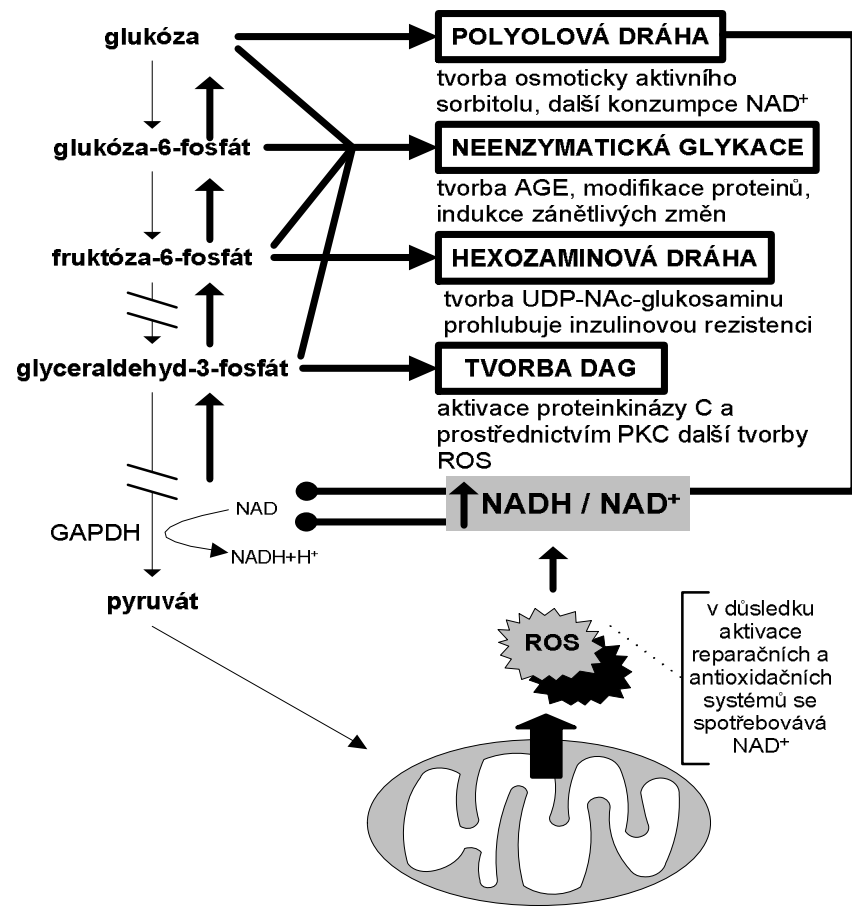 glukóza
POLYOLOVÁ DRÁHA
tvorba osmoticky aktivního
sorbitolu, další konzumpce NAD⁺
glukóza-6-fosfát
NEENZYMATICKÁ GLYKACE
tvorba AGE, modifikace proteinů,
indukce zánětlivých změn
fruktóza-6-fosfát
HEXOZAMINOVÁ DRÁHA
tvorba UDP-NAc-glukosaminu
prohlubuje inzulinovou rezistenci
glyceraldehyd-3-fosfát
TVORBA DAG
aktivace proteinkinázy C a
prostřednictvím PKC další tvorby
ROS
NADH / NAD⁺
NAD
GAPDH
NADH+H⁺
pyruvát
ROS
v důsledku
aktivace
reparačních a
antioxidačních
systémů se
spotřebovává
NAD⁺